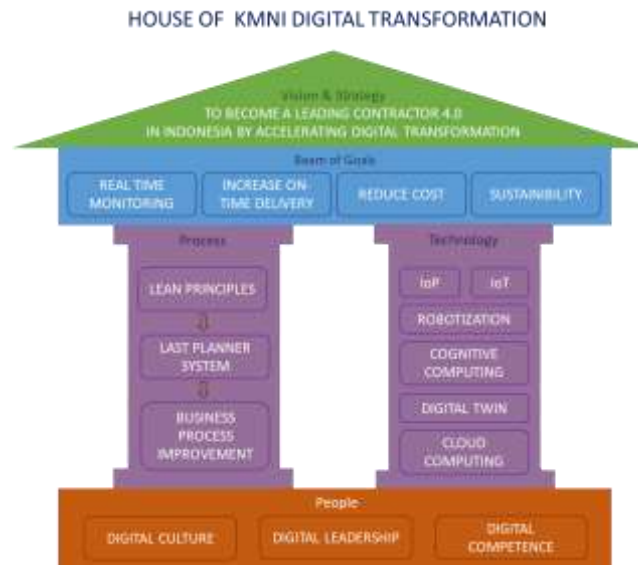 HOUSE OF KMNI DIGITAL TRANSFORMATION
Vision & Strategy
TO BECOME A LEADING CONTRACTOR 4.0
IN INDONESIA BY ACCELERATING DIGITAL TRANSFORMATION
Beam of Goals
REAL TIME
MONITORING
INCREASE ON-
TIME DELIVERY
REDUCE COST
SUSTAINIBILITY
Process
LEAN PRINCIPLES
LAST PLANNER
SYSTEM
BUSINESS
PROCESS
IMPROVEMENT
Technology
IoP
IoT
ROBOTIZATION
COGNITIVE
COMPUTING
DIGITAL TWIN
CLOUD
COMPUTING
People
DIGITAL CULTURE
DIGITAL LEADERSHIP
DIGITAL
COMPETENCE